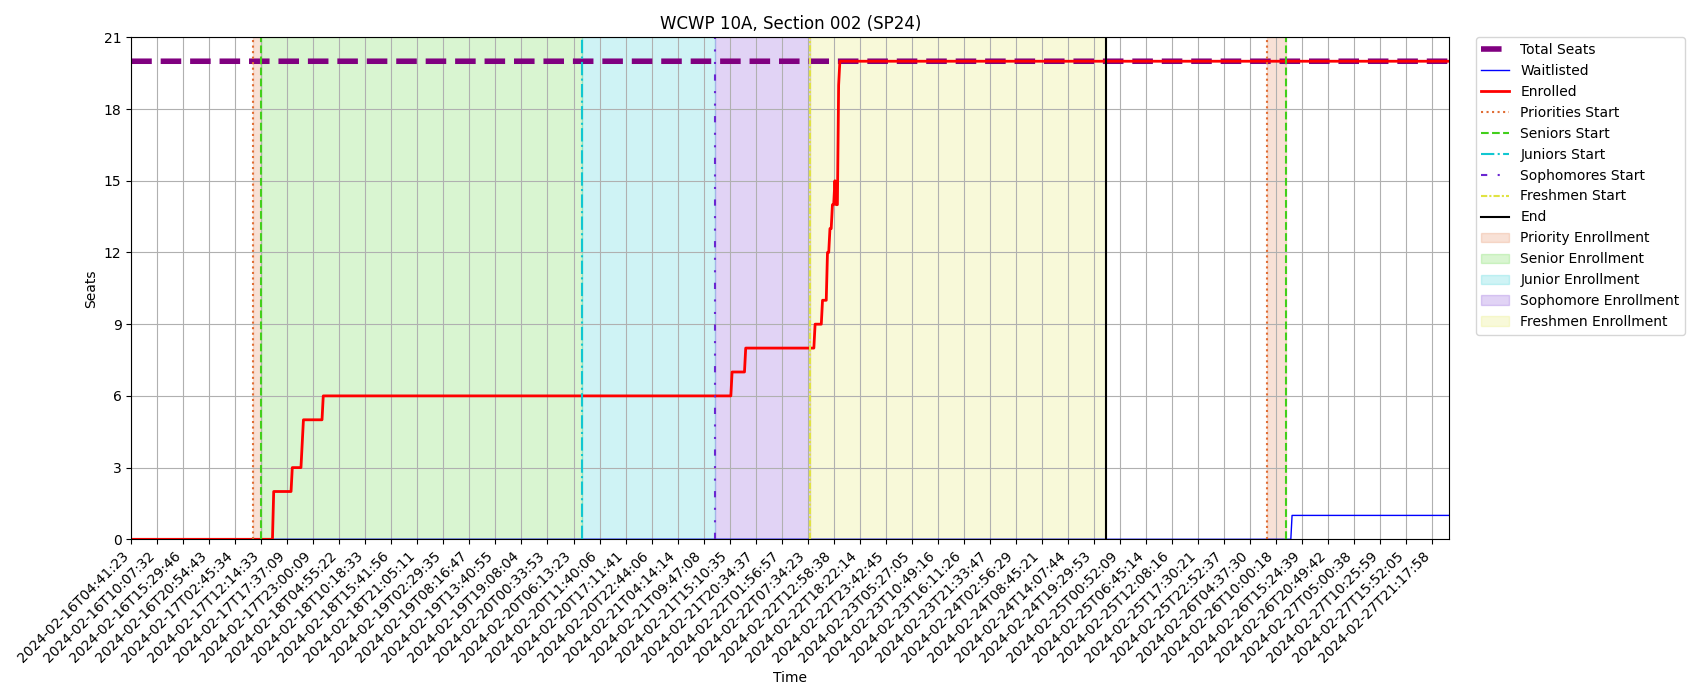 WCWP 10A, Section 002 (SP24)
21
18
15
12
9
6
3
0
Seats
2024-02-16T04:41:23
2024-02-16T10:07:32
2024-02-16T15:29:46
2024-02-16T20:54:43
2024-02-17T02:45:34
2024-02-17T12:14:33
2024-02-17T17:37:09
2024-02-17T23:00:09
2024-02-18T04:55:22
2024-02-18T10:18:33
2024-02-18T15:41:56
2024-02-18T21:05:11
2024-02-19T02:29:35
2024-02-19T08:16:47
2024-02-19T13:40:55
2024-02-19T19:08:04
2024-02-20T00:33:53
2024-02-20T06:13:23
2024-02-20T11:40:06
2024-02-20T17:11:41
2024-02-20T22:44:06
2024-02-21T04:14:14
2024-02-21T09:47:08
2024-02-21T15:10:35
2024-02-21T20:34:37
2024-02-22T01:56:57
2024-02-22T07:34:23
2024-02-22T12:58:38
2024-02-22T18:22:14
2024-02-22T23:42:45
2024-02-23T05:27:05
2024-02-23T10:49:16
2024-02-23T16:11:26
2024-02-23T21:33:47
2024-02-24T02:56:29
2024-02-24T08:45:21
2024-02-24T14:07:44
2024-02-24T19:29:53
2024-02-25T00:52:09
2024-02-25T06:45:14
2024-02-25T12:08:16
2024-02-25T17:30:21
2024-02-25T22:52:37
2024-02-26T04:37:30
2024-02-26T10:00:18
2024-02-26T15:24:39
2024-02-26T20:49:42
2024-02-27T05:00:38
2024-02-27T10:25:59
2024-02-27T15:52:05
2024-02-27T21:17:58
Time
Total Seats
Waitlisted
Enrolled
Priorities Start
Seniors Start
Juniors Start
Sophomores Start
Freshmen Start
End
Priority Enrollment
Senior Enrollment
Junior Enrollment
Sophomore Enrollment
Freshmen Enrollment